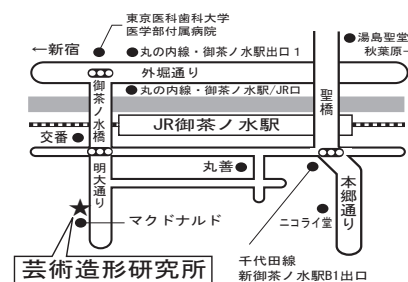 東京医科歯科大学
医学部付属病院
←新宿
丸の内線・御茶ノ水駅出口1
湯島聖堂
秋葉原→
外堀通り
丸の内線・御茶ノ水駅/JR口
御茶ノ水橋
聖橋
JR御茶ノ水駅
交番
明大通り
丸善
本郷通り
ニコライ堂
マクドナルド
千代田線
新御茶ノ水駅B1出口
芸術造形研究所